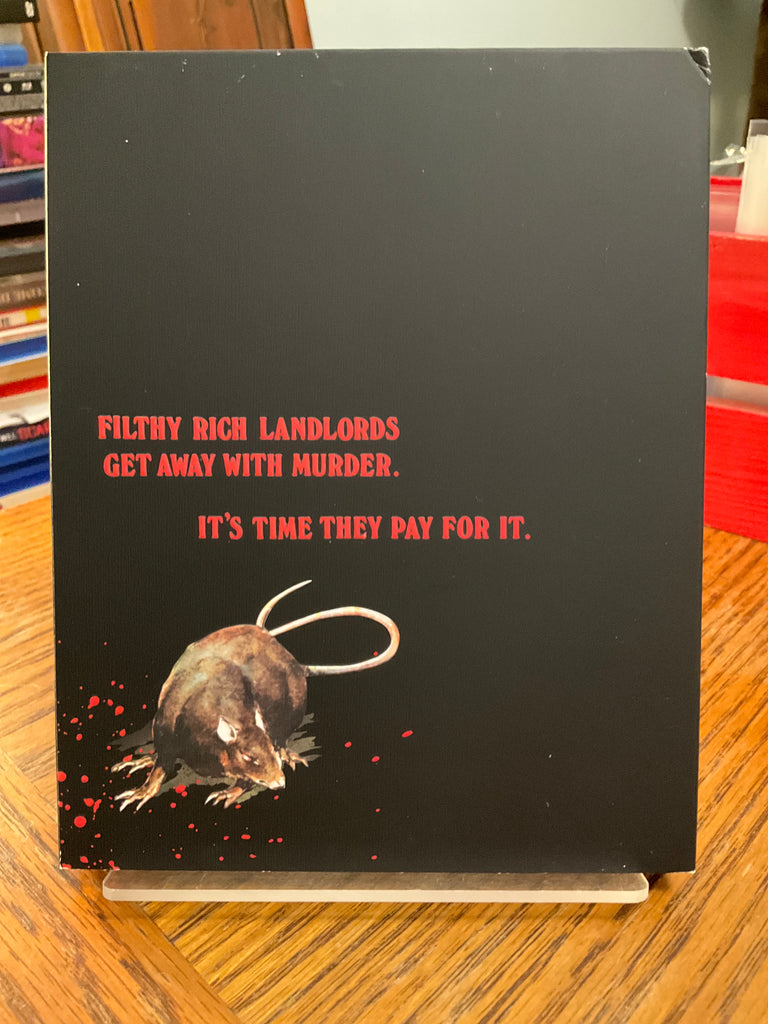 FILTHY RICH LANDLORDS
GET AWAY WITH MURDER.
IT'S TIME THEY PAY FOR IT.